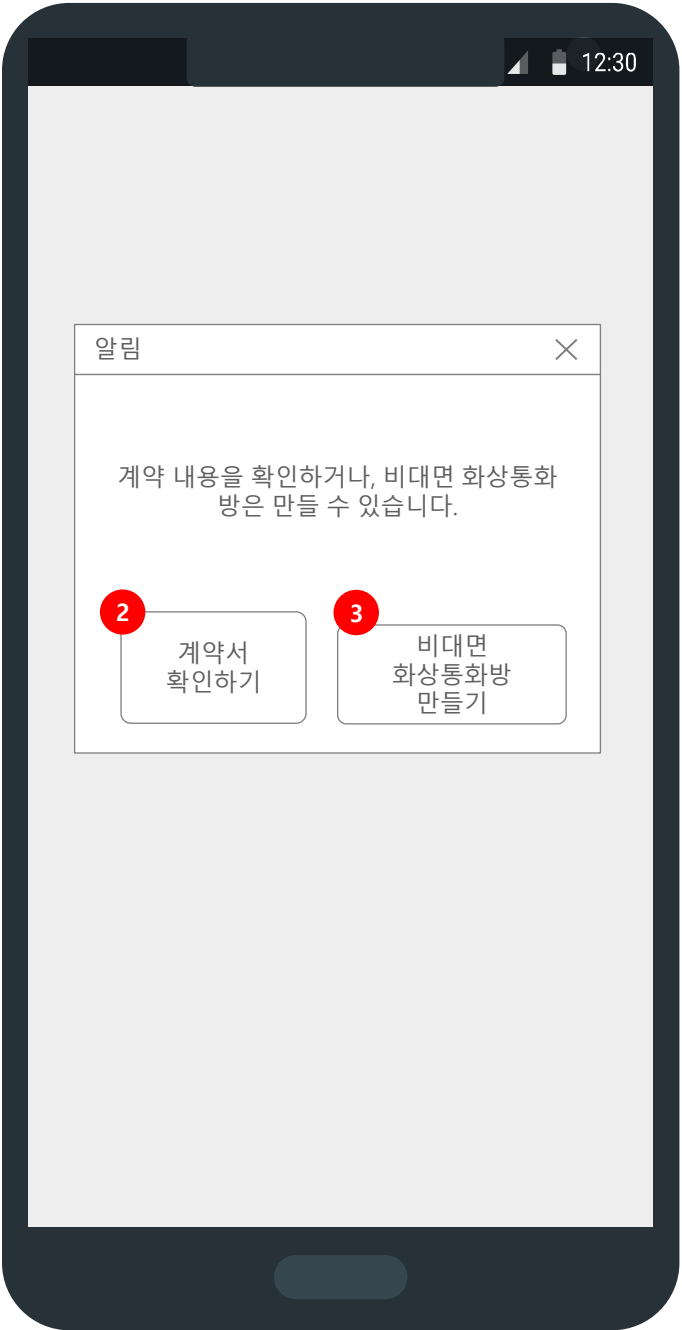 12:30
알림
계약 내용을 확인하거나, 비대면 화상통화
방은 만들 수 있습니다.
2
계약서
확인하기
3
비대면
화상통화방
만들기